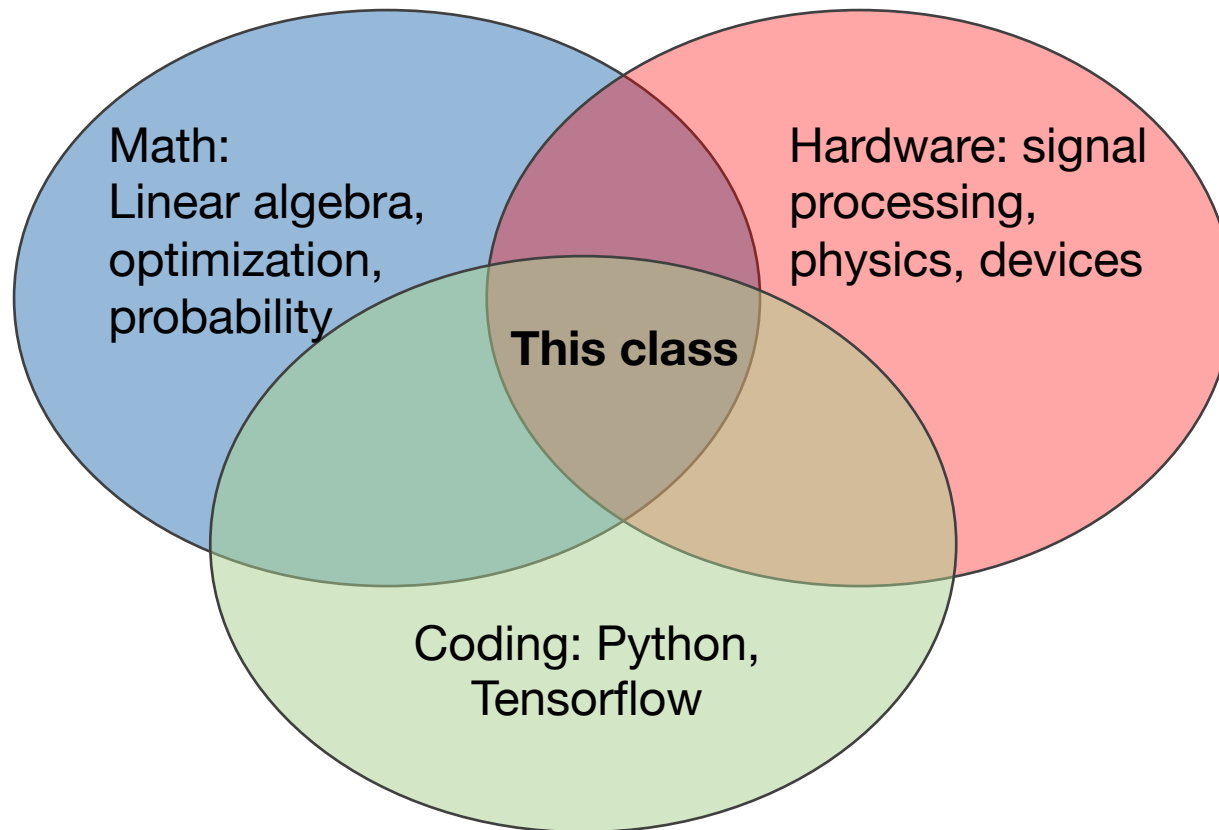 Math:
Linear algebra,
optimization,
probability
Hardware: signal
processing,
physics, devices
This class
Coding: Python,
Tensorflow